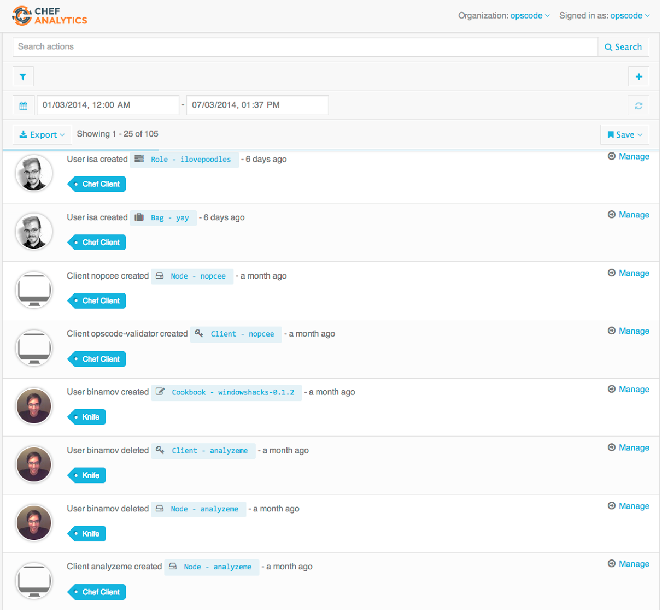 CHEF
ANALYTICS
Organization: opscode Signed in as: opscode
Search actions Search
01/03/2014, 12:00 AM - 07/03/2014, 01:37 PM
Export Showing 1 - 25 of 105 Save
User isa created Role - ilovepoodles - 6 days ago Manage
Chef Client
User isa created Bag - yay - 6 days ago Manage
Chef Client
Client nopcee created Node - nopcee - a month ago Manage
Chef Client
Client opscode-validator created Client - nopcee - a month ago Manage
Chef Client
User binamov created Cookbook - windowshacks-0.1.2 - a month ago Manage
Knife
User binamov deleted Client - analyzeme - a month ago Manage
Knife
User binamov deleted Node - analyzeme - a month ago Manage
Knife
Client analyzeme created Node - analyzeme - a month ago Manage
Chef Client